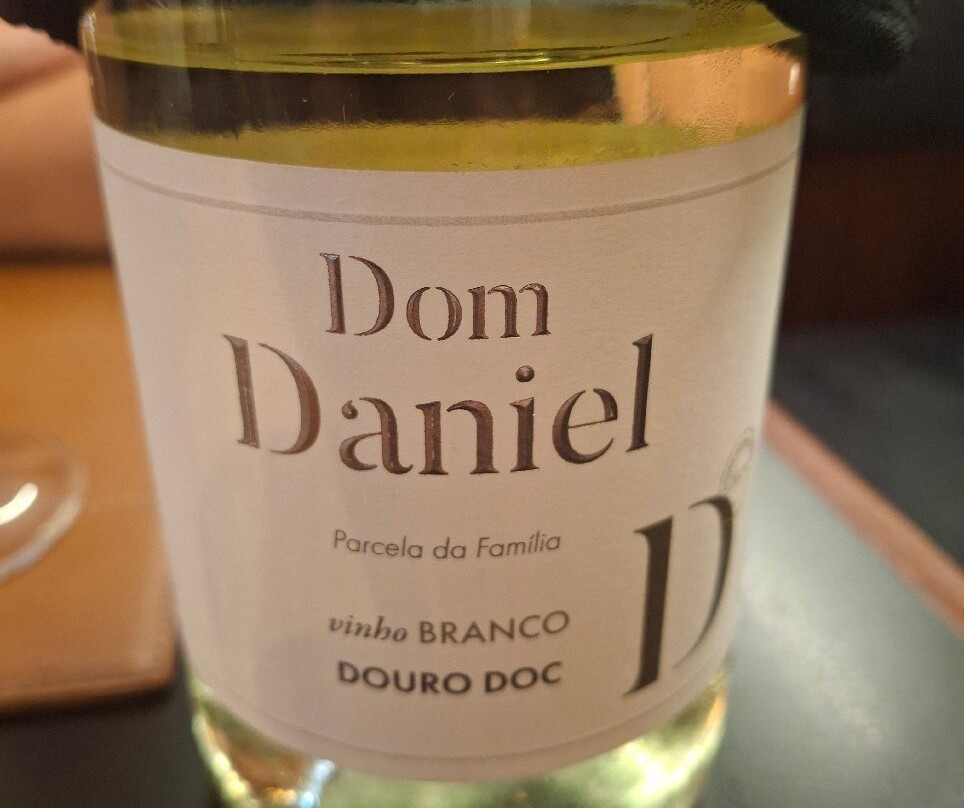 Dom
Daniel
Parcela da Família
D
vinho BRANCO
DOURO DOC